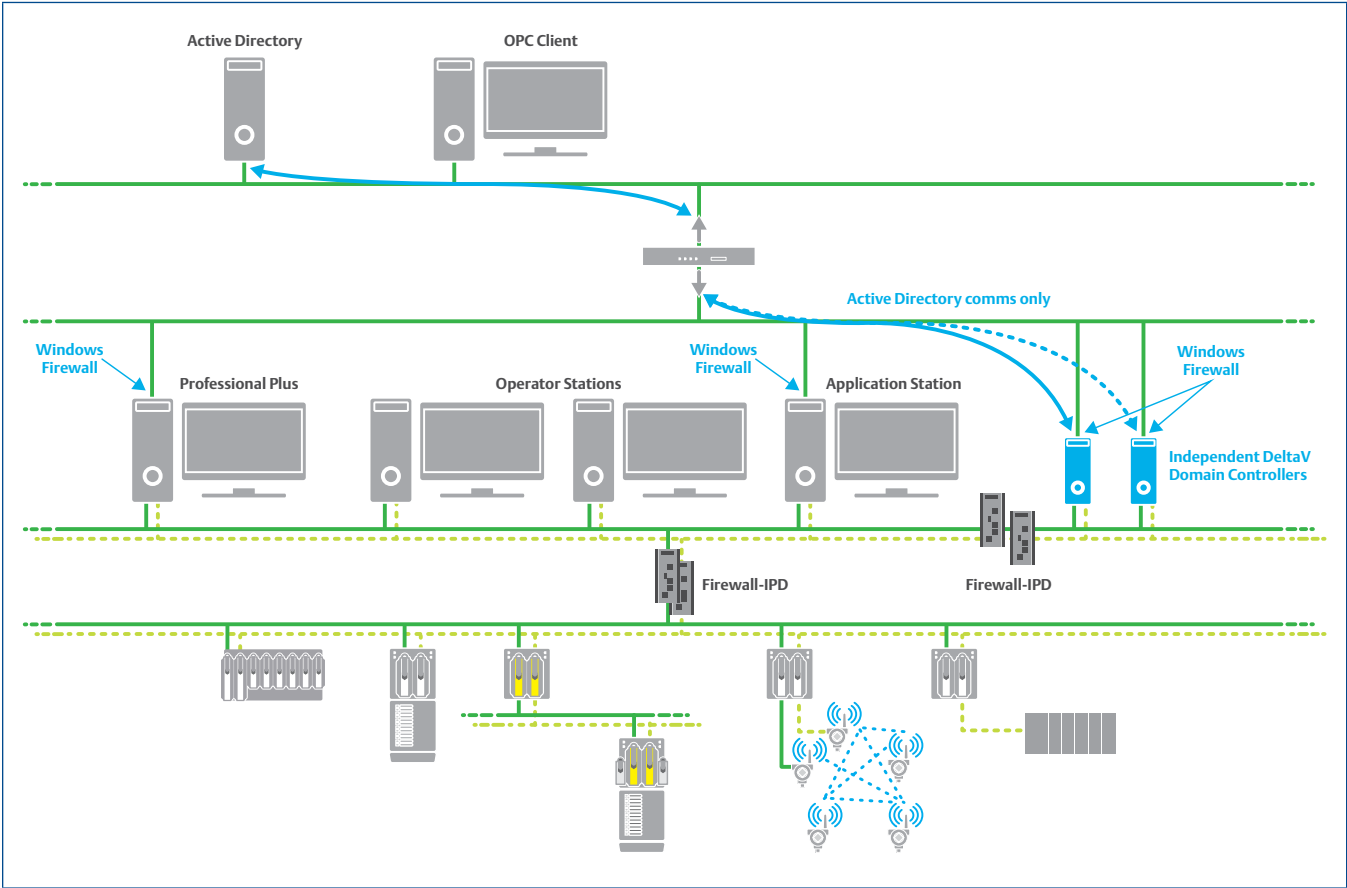 Active Directory
OPC Client
Active Directory comms only
Windows
Firewall
Windows
Firewall
Windows
Firewall
Professional Plus
Operator Stations
Application Station
Independent DeltaV
Domain Controllers
Firewall-IPD
Firewall-IPD